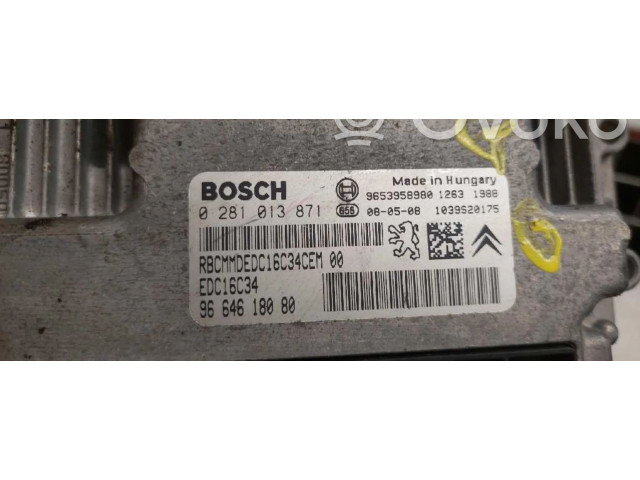 BOSCH
Made in Hungary
9653958980 1263 1988
0 281 013 871
656 08-05-08 1039S20175
RBCMMDEDC16C34CEM 00
EDC16C34
96 646 180 80
OVOKO